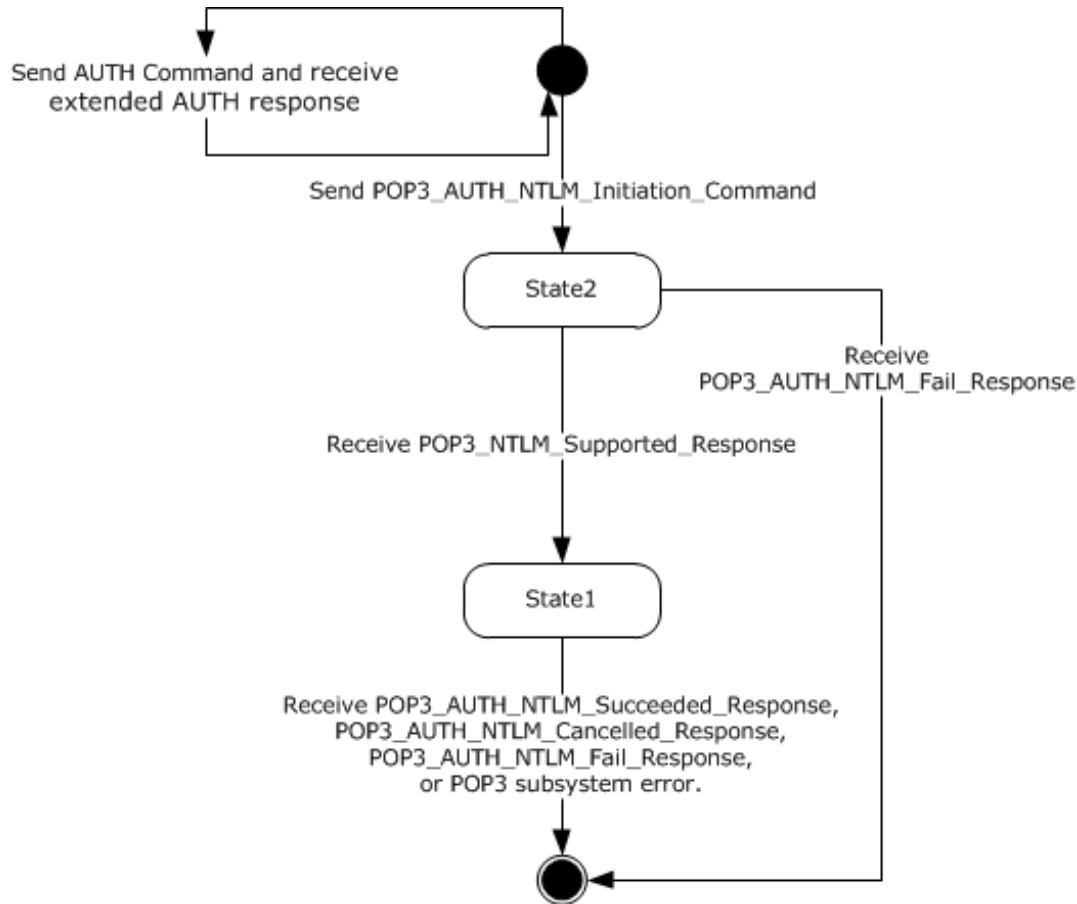 Send AUTH Command and receive
extended AUTH response
Send POP3_AUTH_NTLM_Initiation_Command
State2
Receive
POP3_AUTH_NTLM_Fail_Response
Receive POP3_NTLM_Supported_Response
State1
Receive POP3_AUTH_NTLM_Succeeded_Response,
POP3_AUTH_NTLM_Cancelled_Response,
POP3_AUTH_NTLM_Fail_Response,
or POP3 subsystem error.